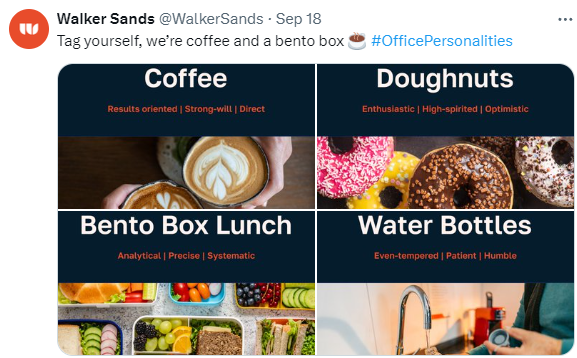 Walker Sands @WalkerSands · Sep 18
Tag yourself, we're coffee and a bento box ☕ #OfficePersonalities
Coffee
Results oriented | Strong-will | Direct
Doughnuts
Enthusiastic | High-spirited | Optimistic
Bento Box Lunch
Analytical | Precise | Systematic
Water Bottles
Even-tempered | Patient | Humble